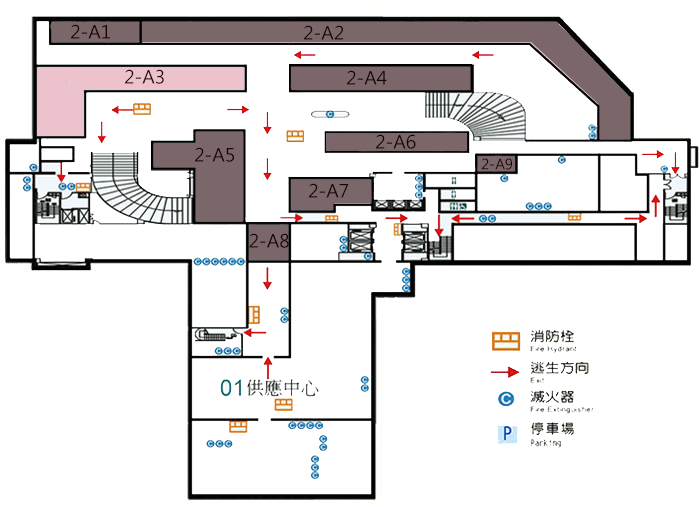 2-A1
2-A2
2-A3
2-A4
2-A5
2-A6
2-A7
2-A8
2-A9
01供應中心
消防栓
Fire Hydrant
逃生方向
Exit
滅火器
Fire Extinguisher
P
停車場
Parking